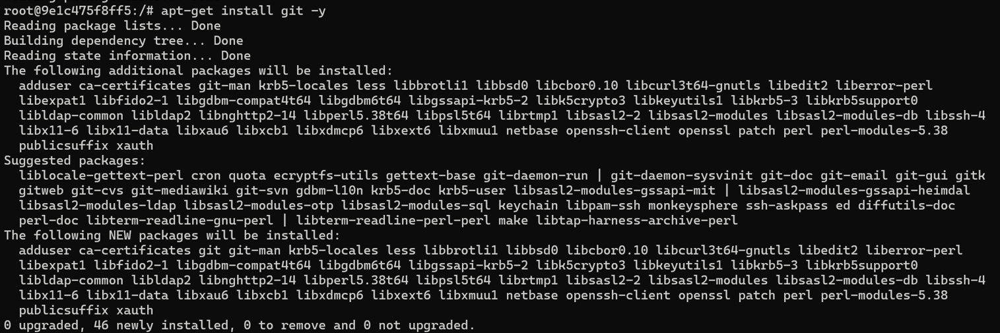 root@9e1c475f8ff5:/# apt-get install git -y
Reading package lists... Done
Building dependency tree... Done
Reading state information... Done
The following additional packages will be installed:
  adduser ca-certificates git-man krb5-locales less libbrotli1 libbsd0 libcbor0.10 libcurl3t64-gnutls libedit2 liberror-perl
  libexpat1 libfido2-1 libgdbm-compat4t64 libgdbm6t64 libgssapi-krb5-2 libk5crypto3 libkeyutils1 libkrb5-3 libkrb5support0
  libldap-common libldap2 libnghttp2-14 libperl5.38t64 libpsl5t64 librtmp1 libsasl2-2 libsasl2-modules libsasl2-modules-db libssh-4
  libx11-6 libx11-data libxau6 libxcb1 libxdmcp6 libxext6 libxmuu1 netbase openssh-client openssl patch perl perl-modules-5.38
  publicsuffix xauth
Suggested packages:
  liblocale-gettext-perl cron quota ecryptfs-utils gettext-base git-daemon-run | git-daemon-sysvinit git-doc git-email git-gui gitk
  gitweb git-cvs git-mediawiki git-svn gdbm-l10n krb5-doc krb5-user libsasl2-modules-gssapi-mit | libsasl2-modules-gssapi-heimdal
  libsasl2-modules-ldap libsasl2-modules-otp libsasl2-modules-sql keychain libpam-ssh monkeysphere ssh-askpass ed diffutils-doc
  perl-doc libterm-readline-gnu-perl | libterm-readline-perl-perl make libtap-harness-archive-perl
The following NEW packages will be installed:
  adduser ca-certificates git git-man krb5-locales less libbrotli1 libbsd0 libcbor0.10 libcurl3t64-gnutls libedit2 liberror-perl
  libexpat1 libfido2-1 libgdbm-compat4t64 libgdbm6t64 libgssapi-krb5-2 libk5crypto3 libkeyutils1 libkrb5-3 libkrb5support0
  libldap-common libldap2 libnghttp2-14 libperl5.38t64 libpsl5t64 librtmp1 libsasl2-2 libsasl2-modules libsasl2-modules-db libssh-4
  libx11-6 libx11-data libxau6 libxcb1 libxdmcp6 libxext6 libxmuu1 netbase openssh-client openssl patch perl perl-modules-5.38
  publicsuffix xauth
0 upgraded, 46 newly installed, 0 to remove and 0 not upgraded.